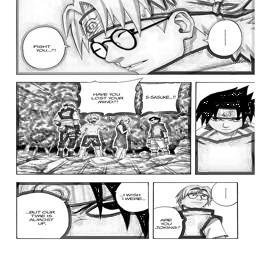 FIGHT
YOU...?!
HAVE YOU
LOST YOUR
MIND?!
S-SASUKE...!!
...I WISH
I WERE...
...BUT OUR
TIME IS
ALMOST
UP.
ARE
YOU
JOKING?